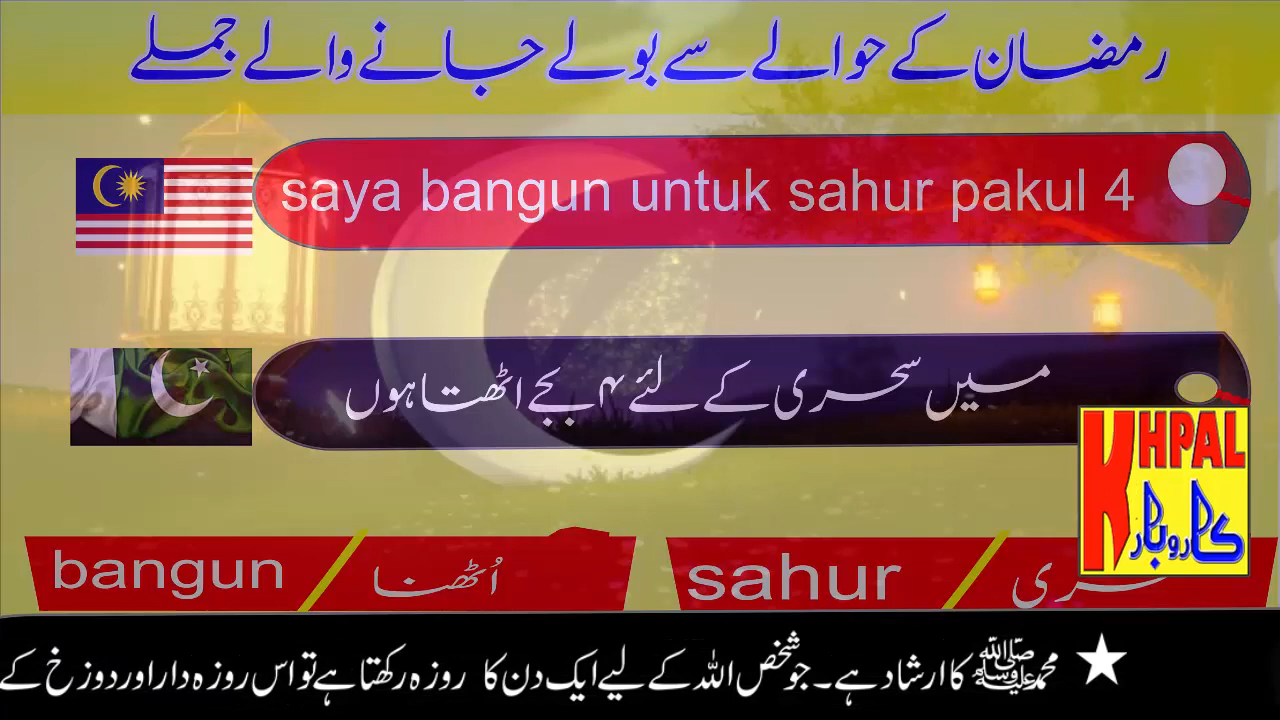 رمضان کے حوالے سے بولے جانے والے جملے
saya bangun untuk sahur pakul 4
میں سحری کے لئے ۴ بجے اٹھتا ہوں
KHPAL
کاروبار
bangun / اُٹھنا
sahur / سحری
محمد ﷺ کا ارشاد ہے۔ جو شخص اللہ کے لیے ایک دن کا روزہ رکھتا ہے تو اس روزہ دار اور دوزخ کے